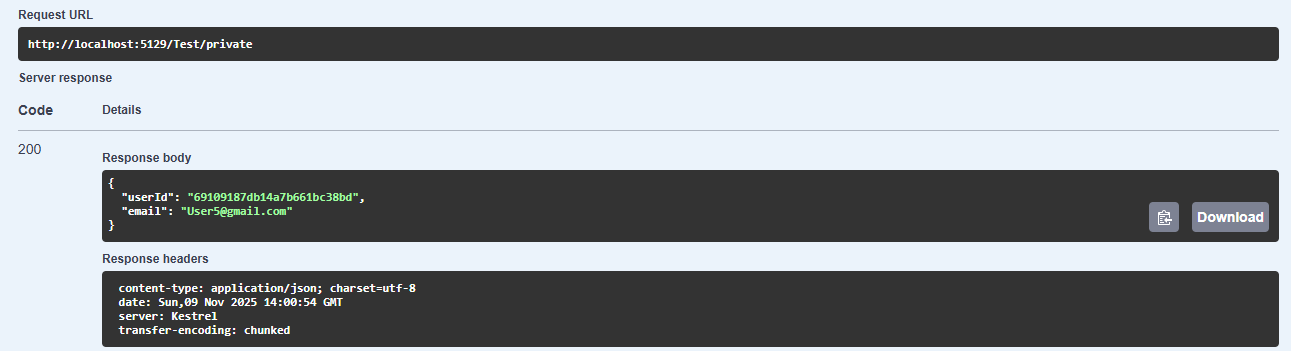 Request URL
http://localhost:5129/Test/private
Server response
Code Details
200
Response body
{
"userId": "69109187db14a7b661bc38bd",
"email": "User5@gmail.com"
}
Download
Response headers
content-type: application/json; charset=utf-8
date: Sun,09 Nov 2025 14:00:54 GMT
server: Kestrel
transfer-encoding: chunked